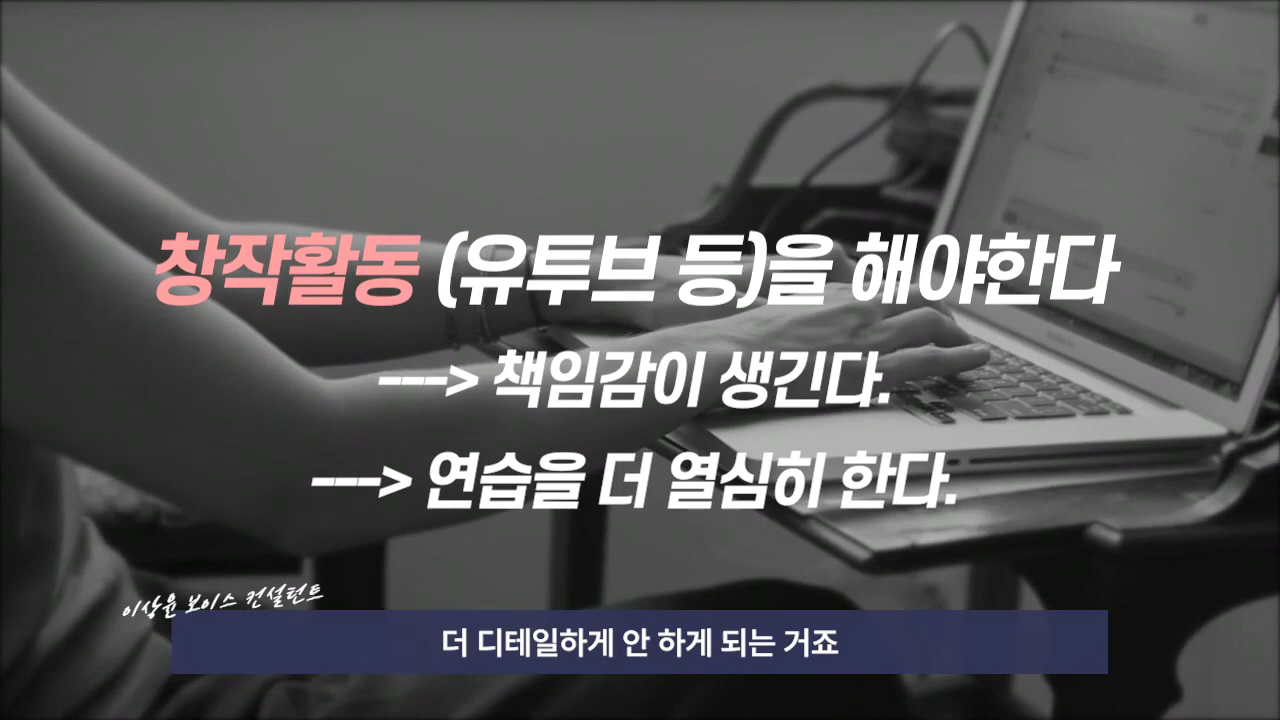 창작활동 (유투브 등)을 해야한다
---> 책임감이 생긴다.
---> 연습을 더 열심히 한다.
이상윤 보이스 컨설턴트
더 디테일하게 안 하게 되는 거죠